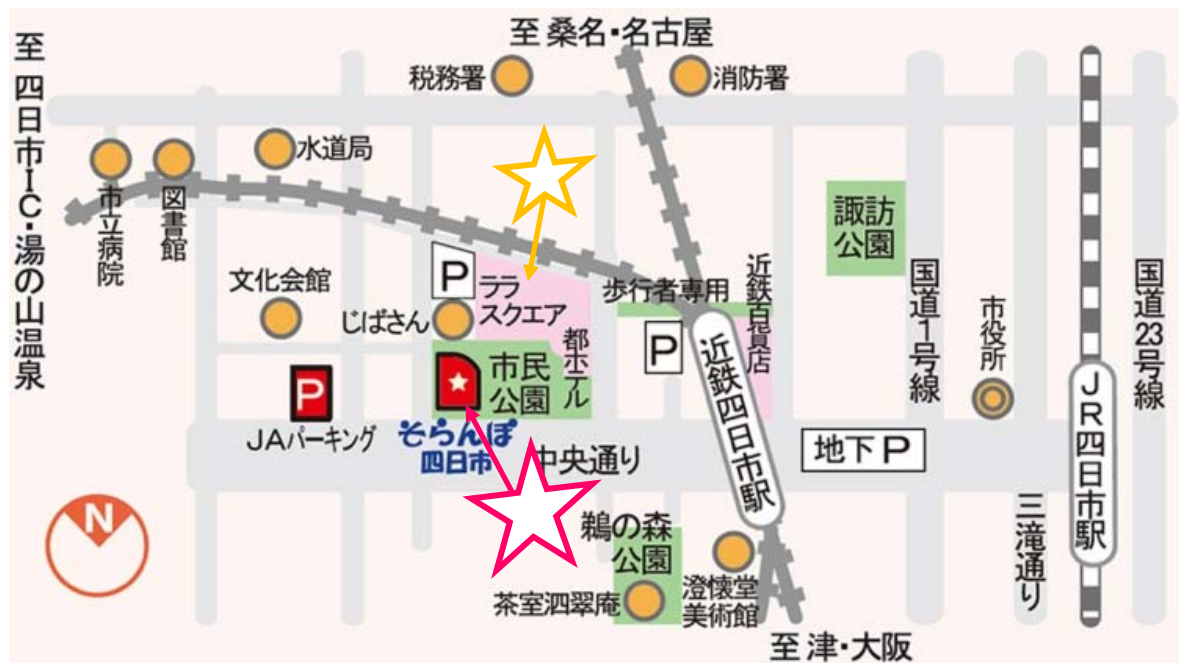 至 桑名・名古屋
至 四日市IC・湯の山温泉
税務署
消防署
水道局
市立病院
図書館
諏訪
公園
文化会館
P
ララ
スクエア
じばさん
歩行者専用
近鉄百貨店
国道1号線
市役所
国道23号線
都ホテル
P
市民
公園
P
JAパーキング
そらんぽ
四日市
中央通り
近鉄四日市駅
地下P
JR四日市駅
N
鵜の森
公園
三滝通り
茶室泗翠庵
澄懐堂
美術館
至 津・大阪